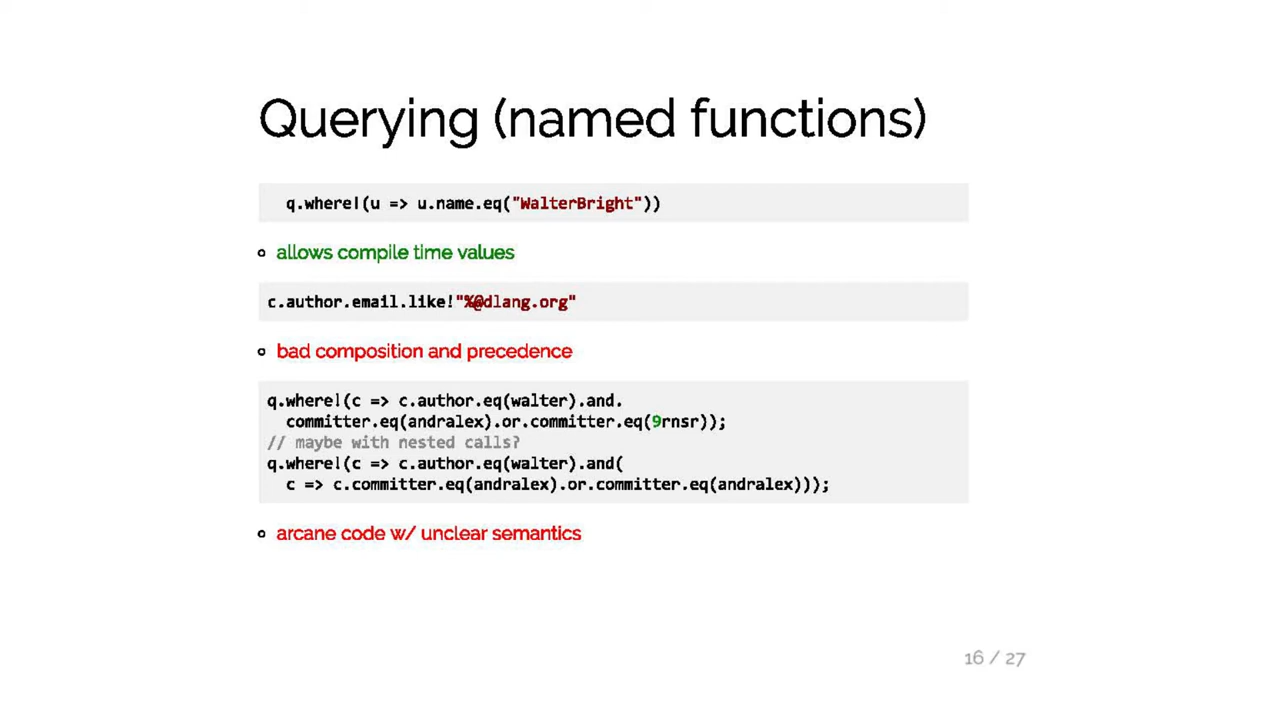 Querying (named functions)
q.where!(u => u.name.eq("WalterBright"))
allows compile time values
c.author.email.like!"%@dlang.org"
bad composition and precedence
q.where!(c => c.author.eq(walter).and.
committer.eq(andralex).or.committer.eq(9rnsr));
// maybe with nested calls?
q.where!(c => c.author.eq(walter).and(
c => c.committer.eq(andralex).or.committer.eq(andralex)));
arcane code w/ unclear semantics
16 / 27